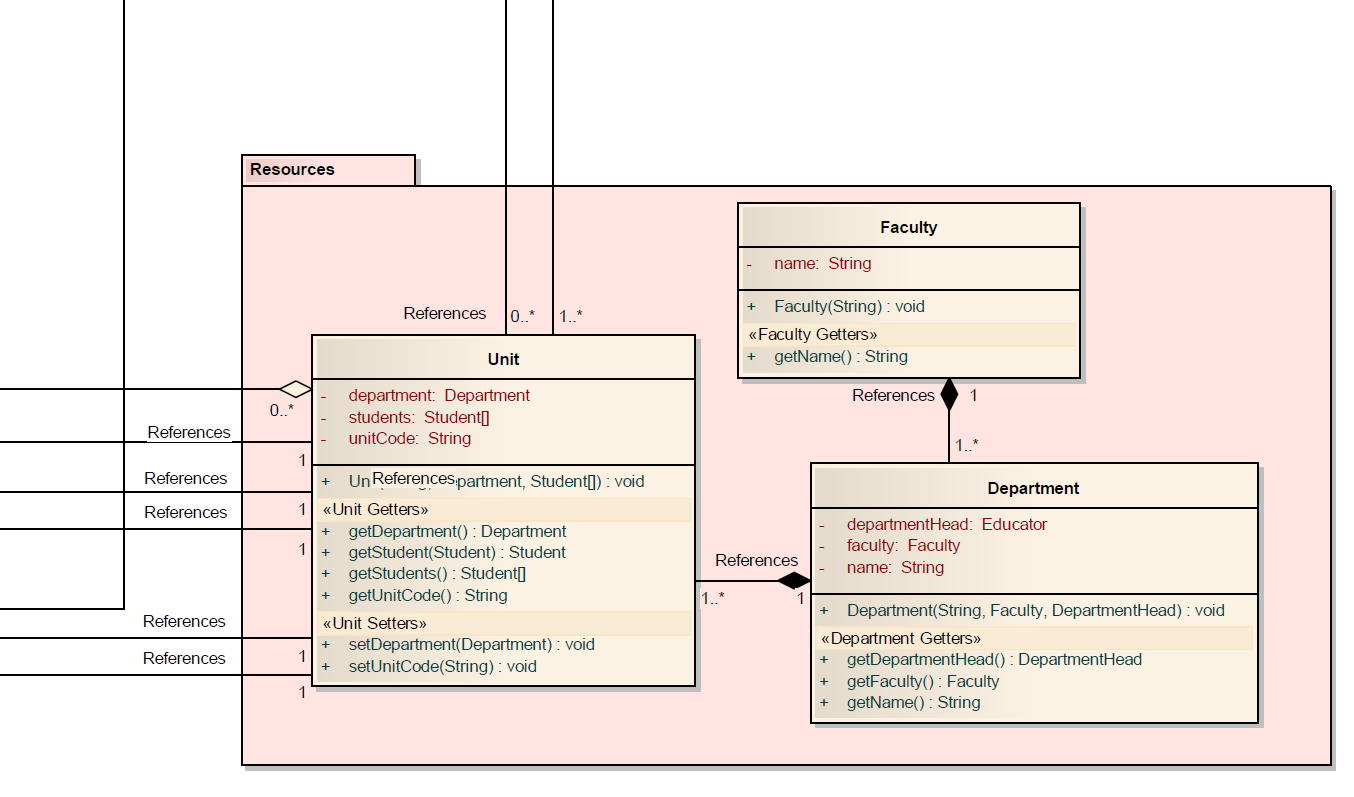 Resources
Faculty
- name: String
+ Faculty(String) : void
«Faculty Getters»
+ getName() : String
References 1
1..*
References 0..* 1..*
Unit
- department: Department
- students: Student[]
- unitCode: String
+ Un partment, Student[]) : void
References
«Unit Getters»
+ getDepartment() : Department
+ getStudent(Student) : Student
+ getStudents() : Student[]
+ getUnitCode() : String
«Unit Setters»
+ setDepartment(Department) : void
+ setUnitCode(String) : void
0..*
References
1
References
1
References
1
References
1
References
1
References
1..* 1
Department
- departmentHead: Educator
- faculty: Faculty
- name: String
+ Department(String, Faculty, DepartmentHead) : void
«Department Getters»
+ getDepartmentHead() : DepartmentHead
+ getFaculty() : Faculty
+ getName() : String